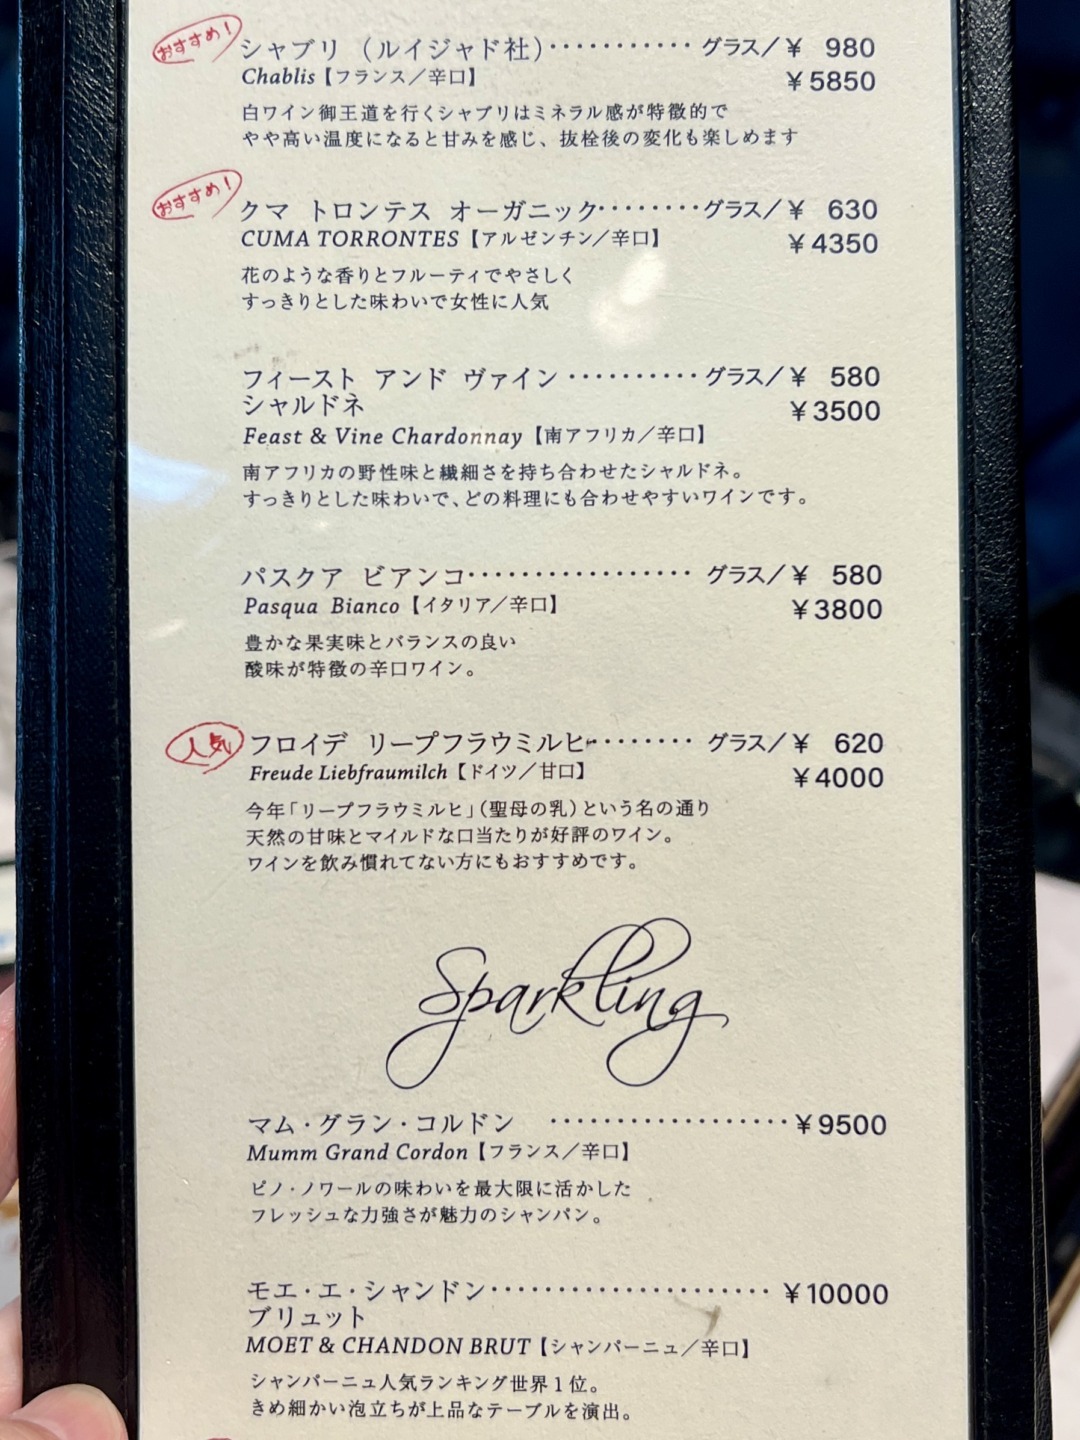 おすすめ！
シャブリ （ルイジャド社）･･･････････ グラス／￥ 980
Chablis【フランス／辛口】 ￥5850
白ワイン御王道を行くシャブリはミネラル感が特徴的で
やや高い温度になると甘みを感じ、抜栓後の変化も楽しめます
おすすめ！
クマ トロンテス オーガニック････････グラス／￥ 630
CUMA TORRONTES【アルゼンチン／辛口】 ￥4350
花のような香りとフルーティでやさしく
すっきりとした味わいで女性に人気
フィースト アンド ヴァイン ･･････････グラス／￥ 580
シャルドネ ￥3500
Feast & Vine Chardonnay【南アフリカ／辛口】
南アフリカの野性味と繊細さを持ち合わせたシャルドネ。
すっきりとした味わいで、どの料理にも合わせやすいワインです。
パスクア ビアンコ･････････････････ グラス／￥ 580
Pasqua Bianco【イタリア／辛口】 ￥3800
豊かな果実味とバランスの良い
酸味が特徴の辛口ワイン。
人気
フロイデ リープフラウミルヒ････････ グラス／￥ 620
Freude Liebfraumilch【ドイツ／甘口】 ￥4000
今年「リープフラウミルヒ」（聖母の乳）という名の通り
天然の甘味とマイルドな口当たりが好評のワイン。
ワインを飲み慣れてない方にもおすすめです。
Sparkling
マム・グラン・コルドン ･･････････････････￥9500
Mumm Grand Cordon【フランス／辛口】
ピノ・ノワールの味わいを最大限に活かした
フレッシュな力強さが魅力のシャンパン。
モエ・エ・シャンドン･････････････････････ ￥10000
ブリュット
MOET & CHANDON BRUT【シャンパーニュ／辛口】
シャンパーニュ人気ランキング世界1位。
きめ細かい泡立ちが上品なテーブルを演出。